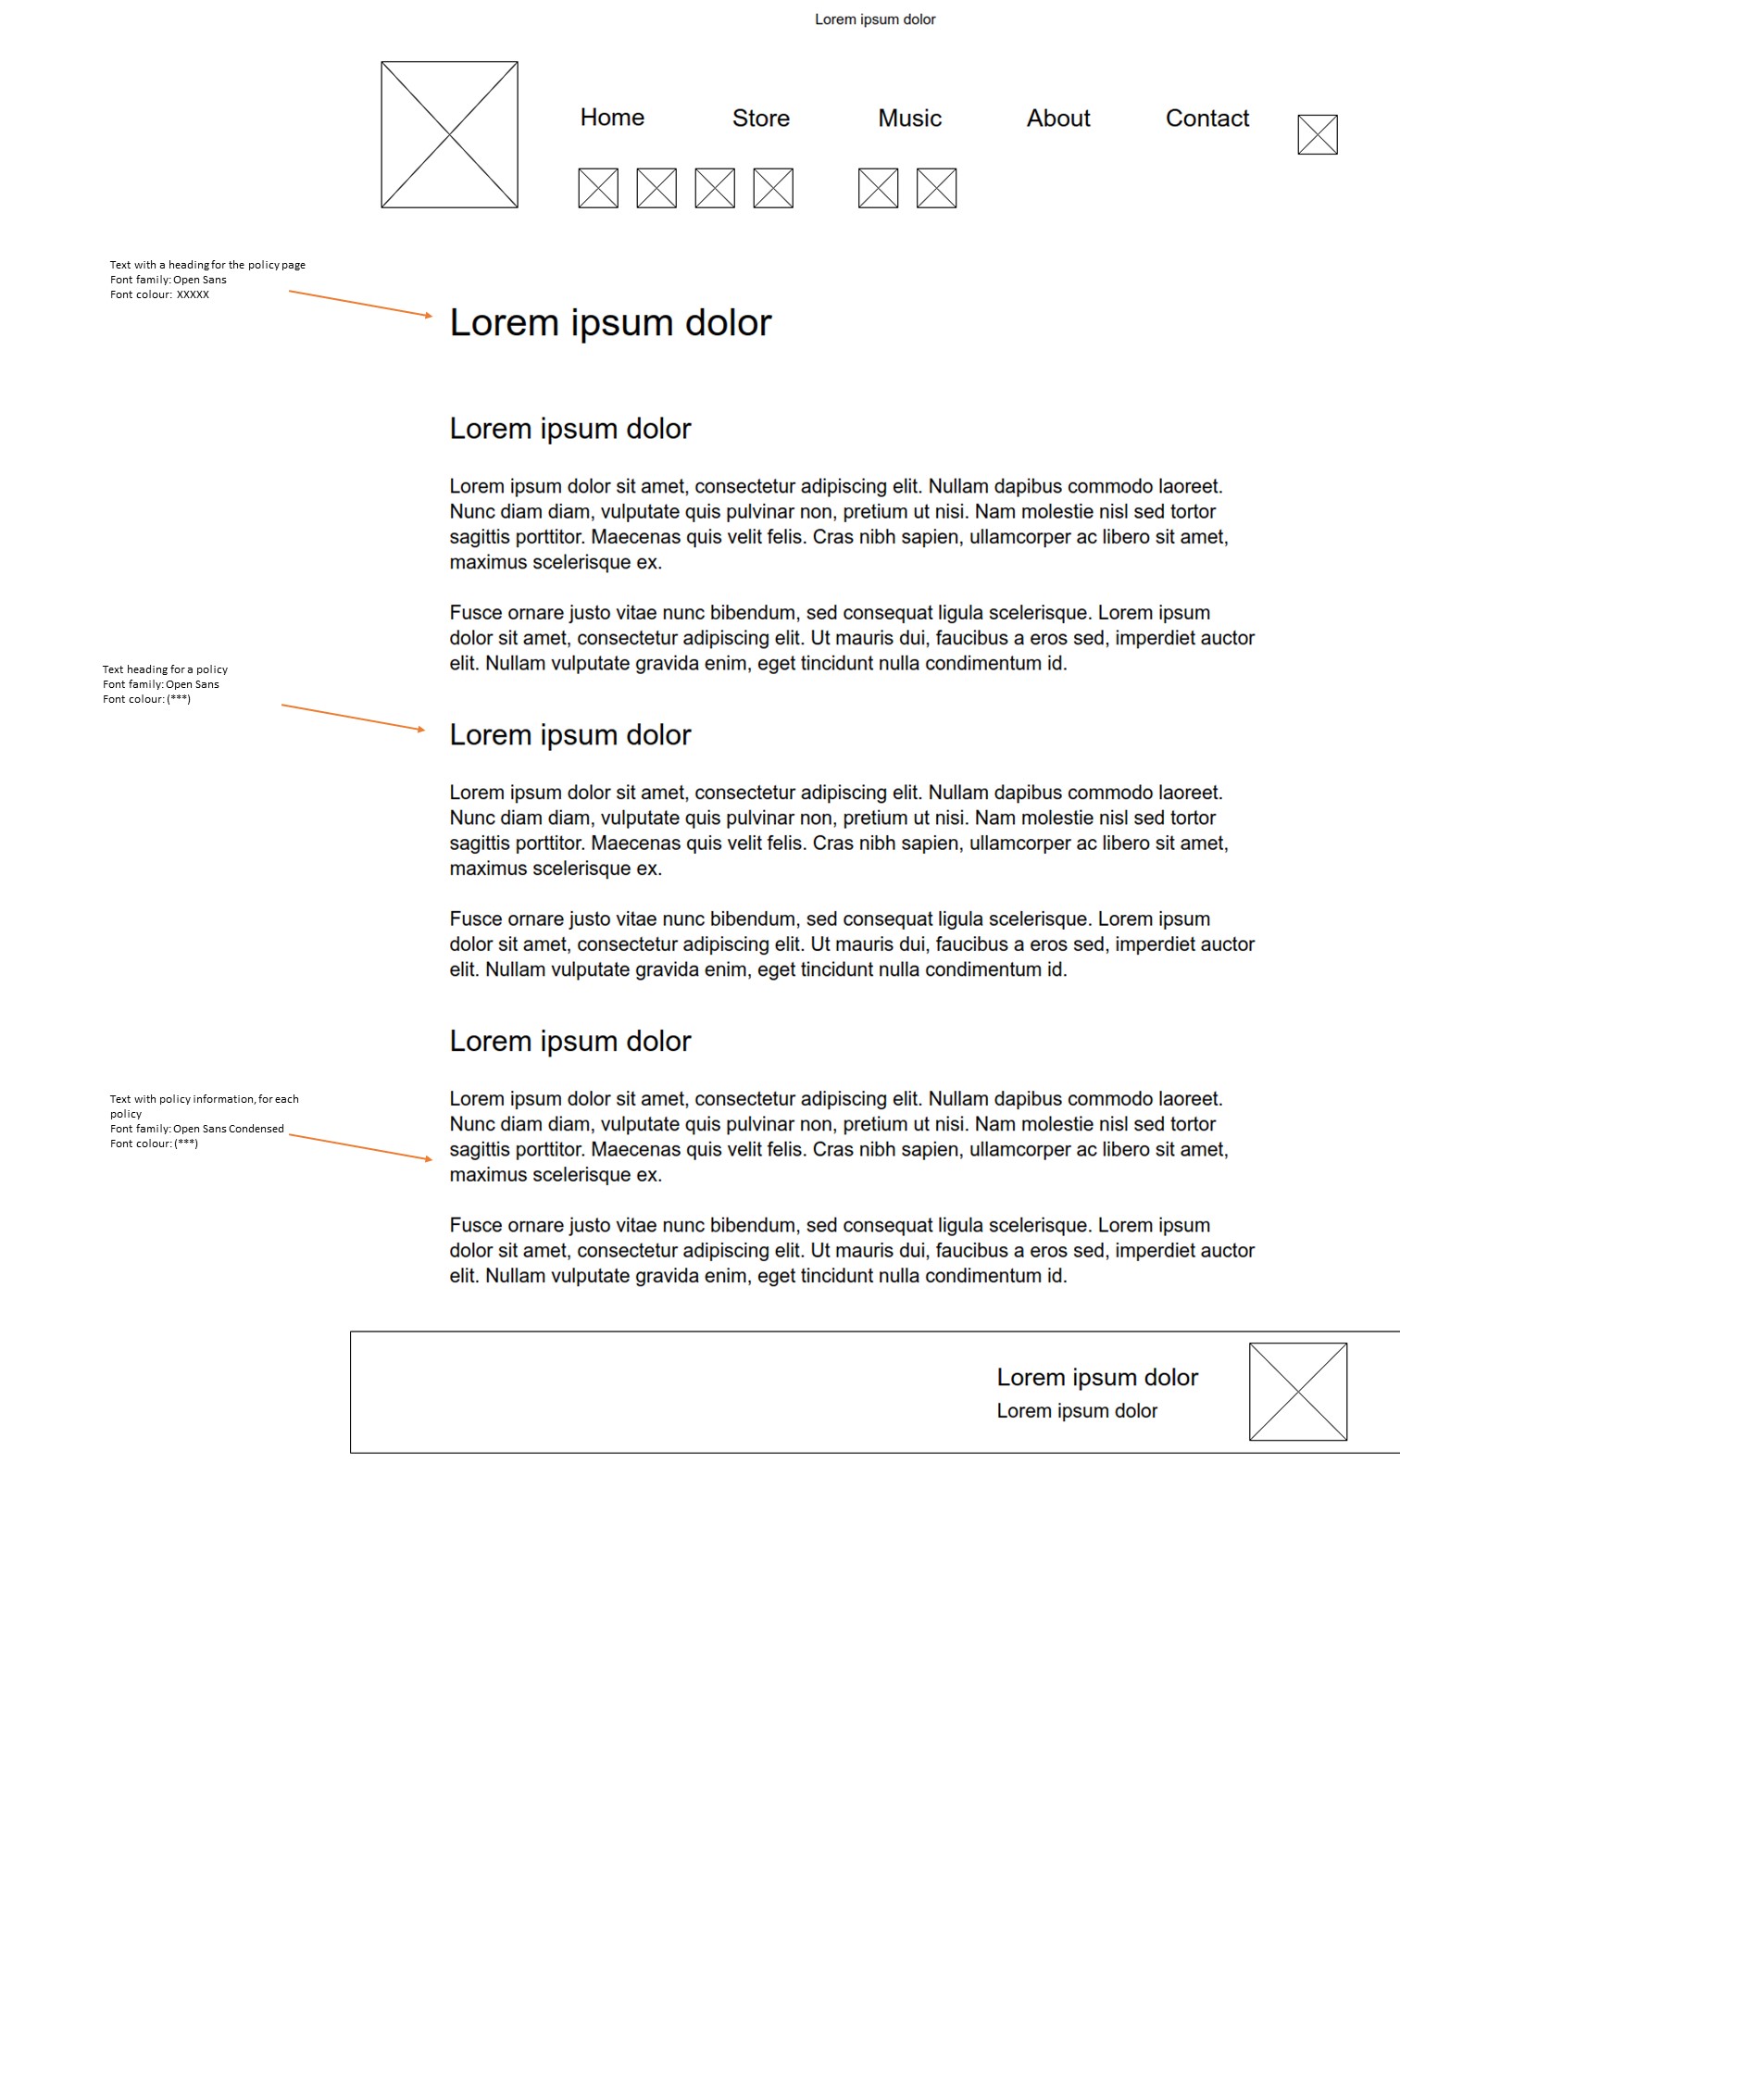 Lorem ipsum dolor
Home Store Music About Contact
Text with a heading for the policy page
Font family: Open Sans
Font colour: XXXXX
Lorem ipsum dolor
Lorem ipsum dolor
Lorem ipsum dolor sit amet, consectetur adipiscing elit. Nullam dapibus commodo laoreet.
Nunc diam diam, vulputate quis pulvinar non, pretium ut nisi. Nam molestie nisl sed tortor
sagittis porttitor. Maecenas quis velit felis. Cras nibh sapien, ullamcorper ac libero sit amet,
maximus scelerisque ex.
Fusce ornare justo vitae nunc bibendum, sed consequat ligula scelerisque. Lorem ipsum
dolor sit amet, consectetur adipiscing elit. Ut mauris dui, faucibus a eros sed, imperdiet auctor
elit. Nullam vulputate gravida enim, eget tincidunt nulla condimentum id.
Text heading for a policy
Font family: Open Sans
Font colour: (***)
Lorem ipsum dolor
Lorem ipsum dolor sit amet, consectetur adipiscing elit. Nullam dapibus commodo laoreet.
Nunc diam diam, vulputate quis pulvinar non, pretium ut nisi. Nam molestie nisl sed tortor
sagittis porttitor. Maecenas quis velit felis. Cras nibh sapien, ullamcorper ac libero sit amet,
maximus scelerisque ex.
Fusce ornare justo vitae nunc bibendum, sed consequat ligula scelerisque. Lorem ipsum
dolor sit amet, consectetur adipiscing elit. Ut mauris dui, faucibus a eros sed, imperdiet auctor
elit. Nullam vulputate gravida enim, eget tincidunt nulla condimentum id.
Lorem ipsum dolor
Text with policy information, for each
policy
Font family: Open Sans Condensed
Font colour: (***)
Lorem ipsum dolor sit amet, consectetur adipiscing elit. Nullam dapibus commodo laoreet.
Nunc diam diam, vulputate quis pulvinar non, pretium ut nisi. Nam molestie nisl sed tortor
sagittis porttitor. Maecenas quis velit felis. Cras nibh sapien, ullamcorper ac libero sit amet,
maximus scelerisque ex.
Fusce ornare justo vitae nunc bibendum, sed consequat ligula scelerisque. Lorem ipsum
dolor sit amet, consectetur adipiscing elit. Ut mauris dui, faucibus a eros sed, imperdiet auctor
elit. Nullam vulputate gravida enim, eget tincidunt nulla condimentum id.
Lorem ipsum dolor
Lorem ipsum dolor